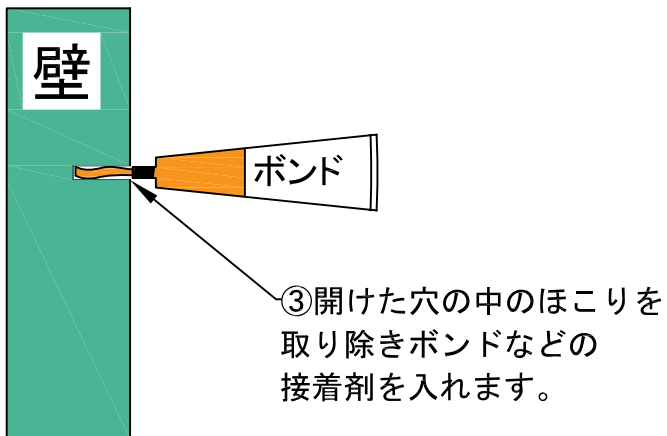 壁
ボンド
③開けた穴の中のほこりを
取り除きボンドなどの
接着剤を入れます。